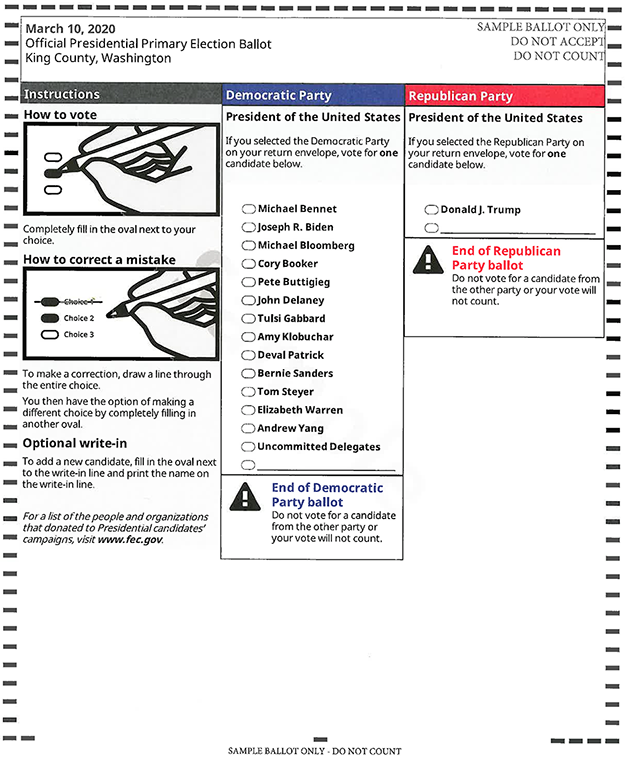 March 10, 2020
Official Presidential Primary Election Ballot
King County, Washington
SAMPLE BALLOT ONLY
DO NOT ACCEPT
DO NOT COUNT
Instructions
How to vote
Completely fill in the oval next to your
choice.
How to correct a mistake
Choice 1
Choice 2
Choice 3
To make a correction, draw a line through
the entire choice.
You then have the option of making a
different choice by completely filling in
another oval.
Optional write-in
To add a new candidate, fill in the oval next
to the write-in line and print the name on
the write-in line.
For a list of the people and organizations
that donated to Presidential candidates'
campaigns, visit www.fec.gov.
Democratic Party
President of the United States
If you selected the Democratic Party
on your return envelope, vote for one
candidate below.
Michael Bennet
Joseph R. Biden
Michael Bloomberg
Cory Booker
Pete Buttigieg
John Delaney
Tulsi Gabbard
Amy Klobuchar
Deval Patrick
Bernie Sanders
Tom Steyer
Elizabeth Warren
Andrew Yang
Uncommitted Delegates
End of Democratic
Party ballot
Do not vote for a candidate
from the other party or
your vote will not count.
Republican Party
President of the United States
If you selected the Republican Party on
your return envelope, vote for one
candidate below.
Donald J. Trump
End of Republican
Party ballot
Do not vote for a candidate from
the other party or your vote will
not count.
SAMPLE BALLOT ONLY - DO NOT COUNT